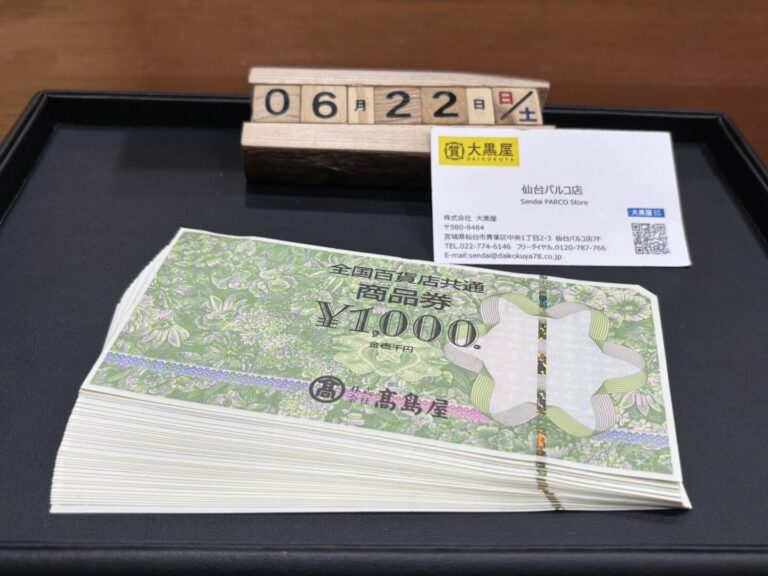 06月22日日/土
質 大黒屋
DAIKOKUYA
仙台パルコ店
Sendai PARCO Store
大黒屋 EC
株式会社 大黒屋
〒980-8484
宮城県仙台市青葉区中央1丁目2-3 仙台パルコ店7F
TEL.022-774-6146 フリーダイヤル.0120-787-766
E-mail:sendai@daikokuya78.co.jp
全国百貨店共通
商品券
¥1,000.
金壱千円
髙 株式会社 髙島屋